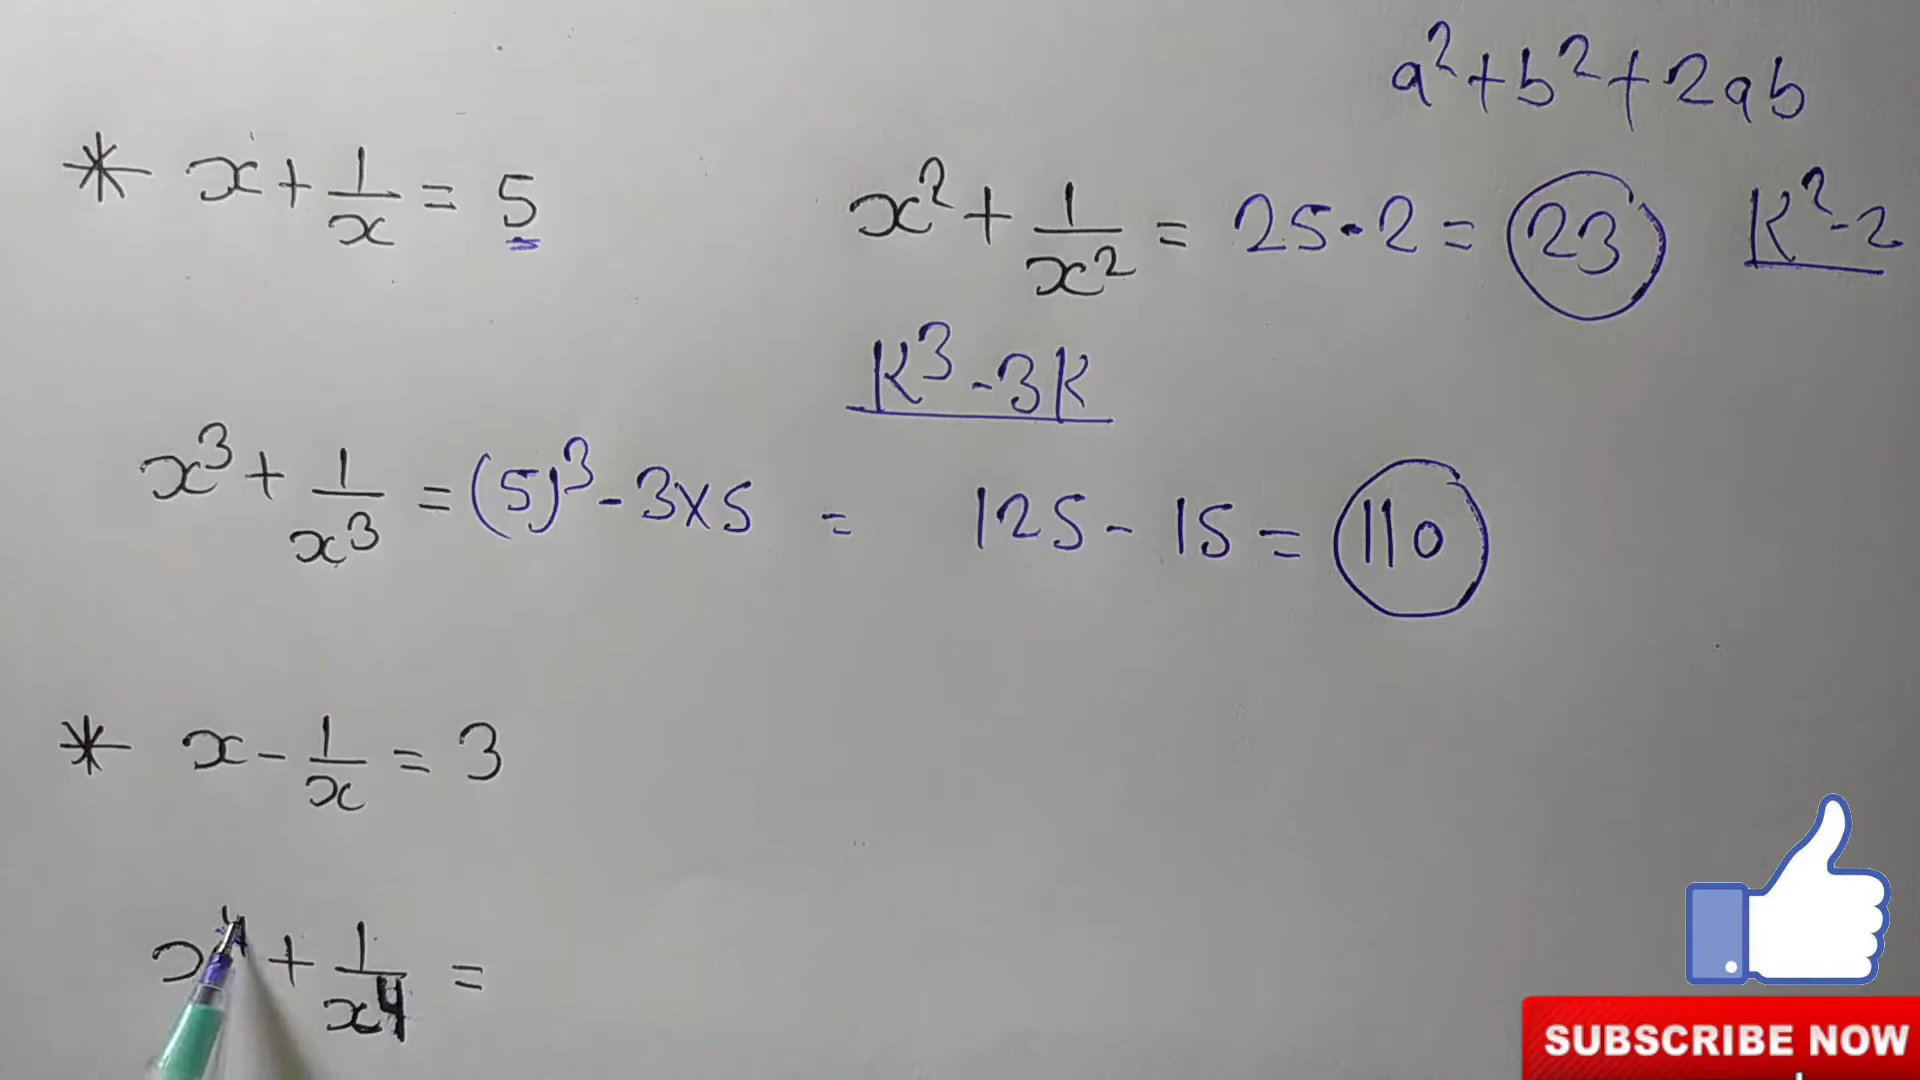 a²+b²+2ab
* x+1/x=5
x²+1/x²=25-2=23
K²-2
K³-3K
x³+1/x³=(5)³-3x5 = 125-15=110
* x-1/x=3
x⁴+1/x⁴=
SUBSCRIBE NOW